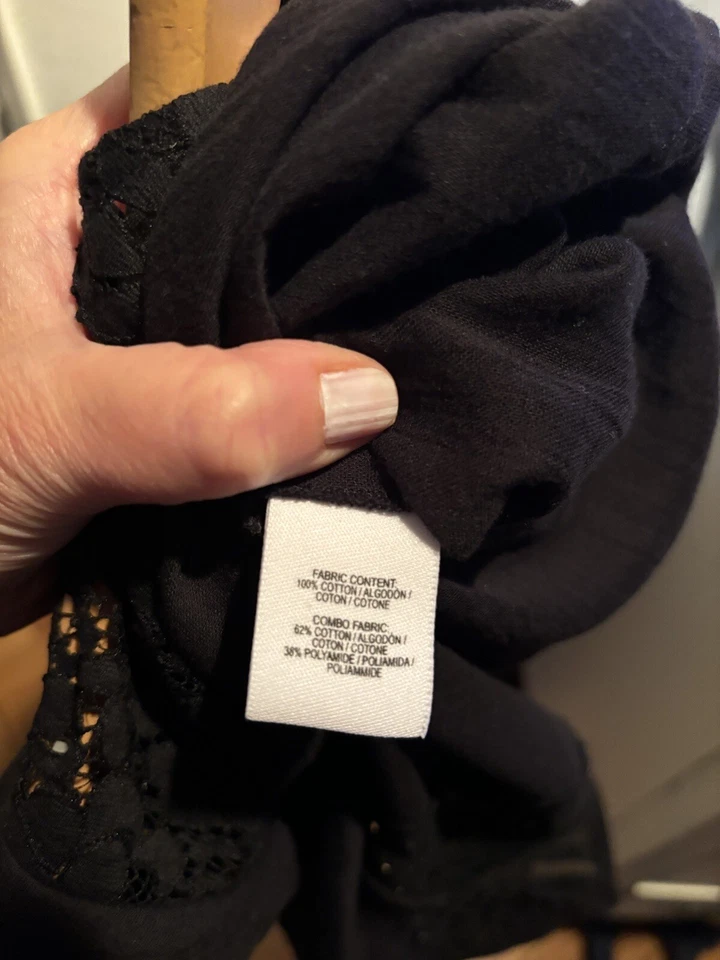 FABRIC CONTENT:
100% COTTON / ALGODÓN /
COTON / COTONE
COMBO FABRIC:
62% COTTON / ALGODÓN /
COTON / COTONE
38% POLYAMIDE / POLIAMIDA /
POLIAMMIDE